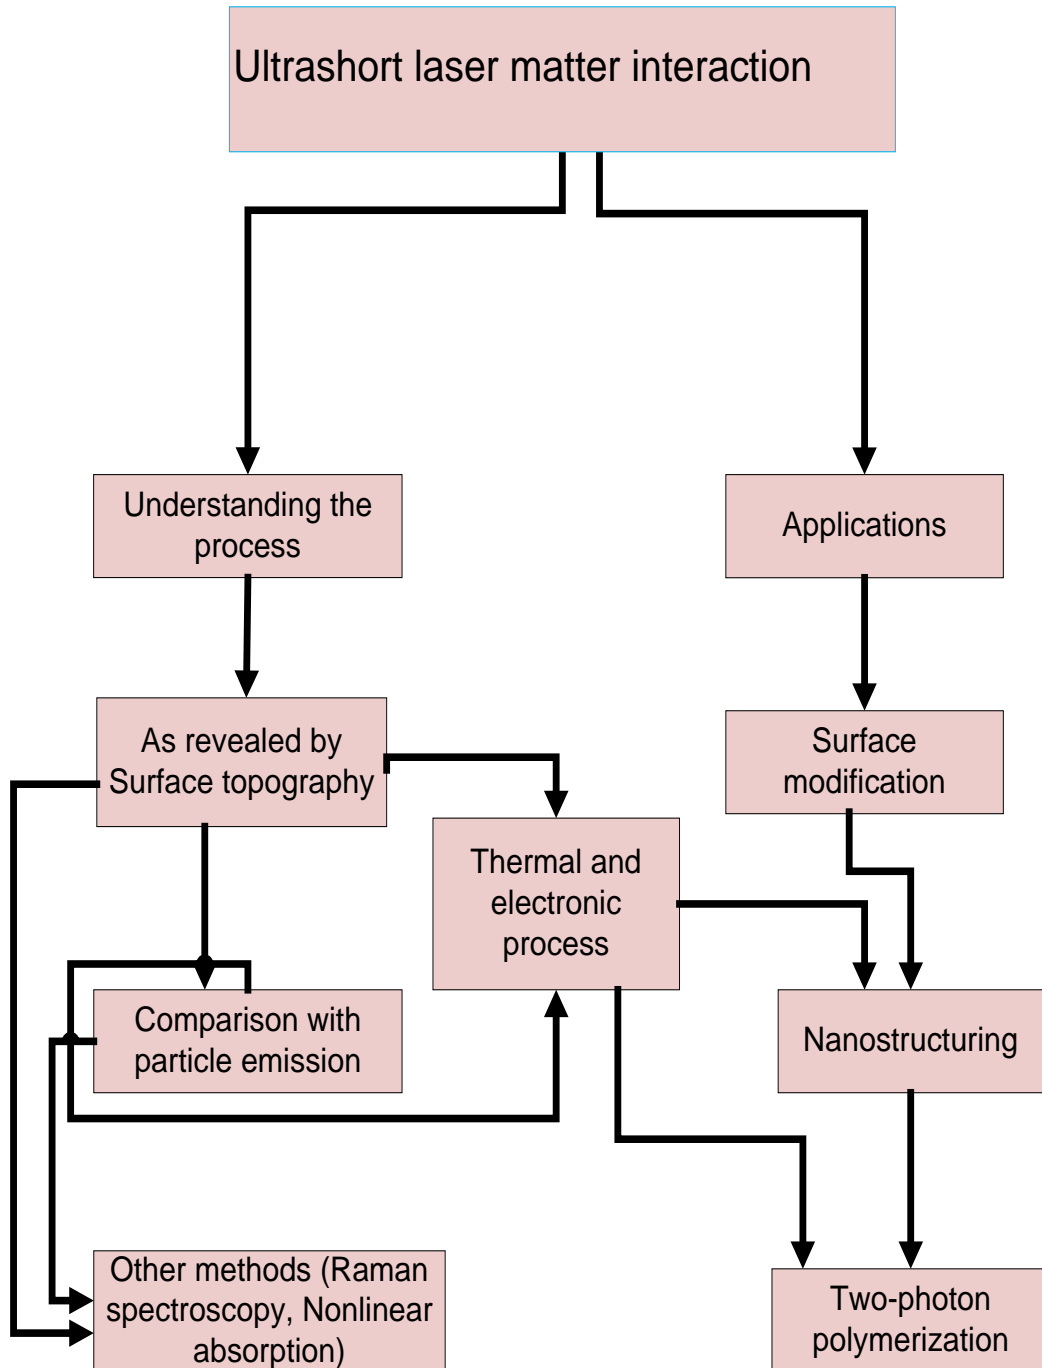 Ultrashort laser matter interaction
Understanding the
process
Applications
As revealed by
Surface topography
Surface
modification
Thermal and
electronic
process
Comparison with
particle emission
Nanostructuring
Other methods (Raman
spectroscopy, Nonlinear
absorption)
Two-photon
polymerization